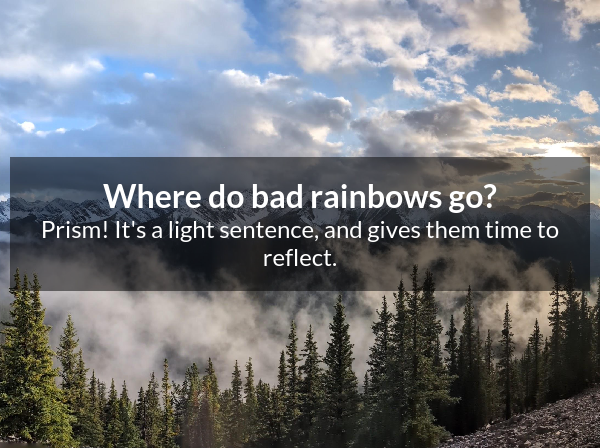 Where do bad rainbows go?
Prism! It's a light sentence, and gives them time to
reflect.